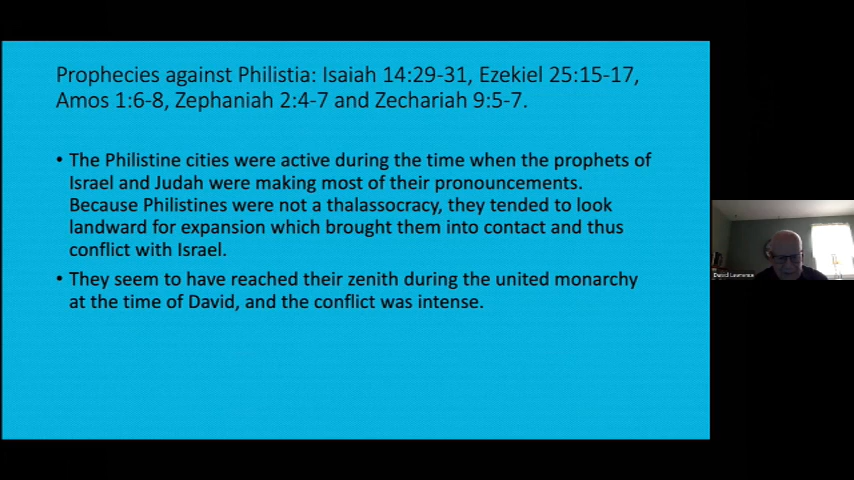 Prophecies against Philistia: Isaiah 14:29-31, Ezekiel 25:15-17,
Amos 1:6-8, Zephaniah 2:4-7 and Zechariah 9:5-7.
• The Philistine cities were active during the time when the prophets of
Israel and Judah were making most of their pronouncements.
Because Philistines were not a thalassocracy, they tended to look
landward for expansion which brought them into contact and thus
conflict with Israel.
• They seem to have reached their zenith during the united monarchy
at the time of David, and the conflict was intense.